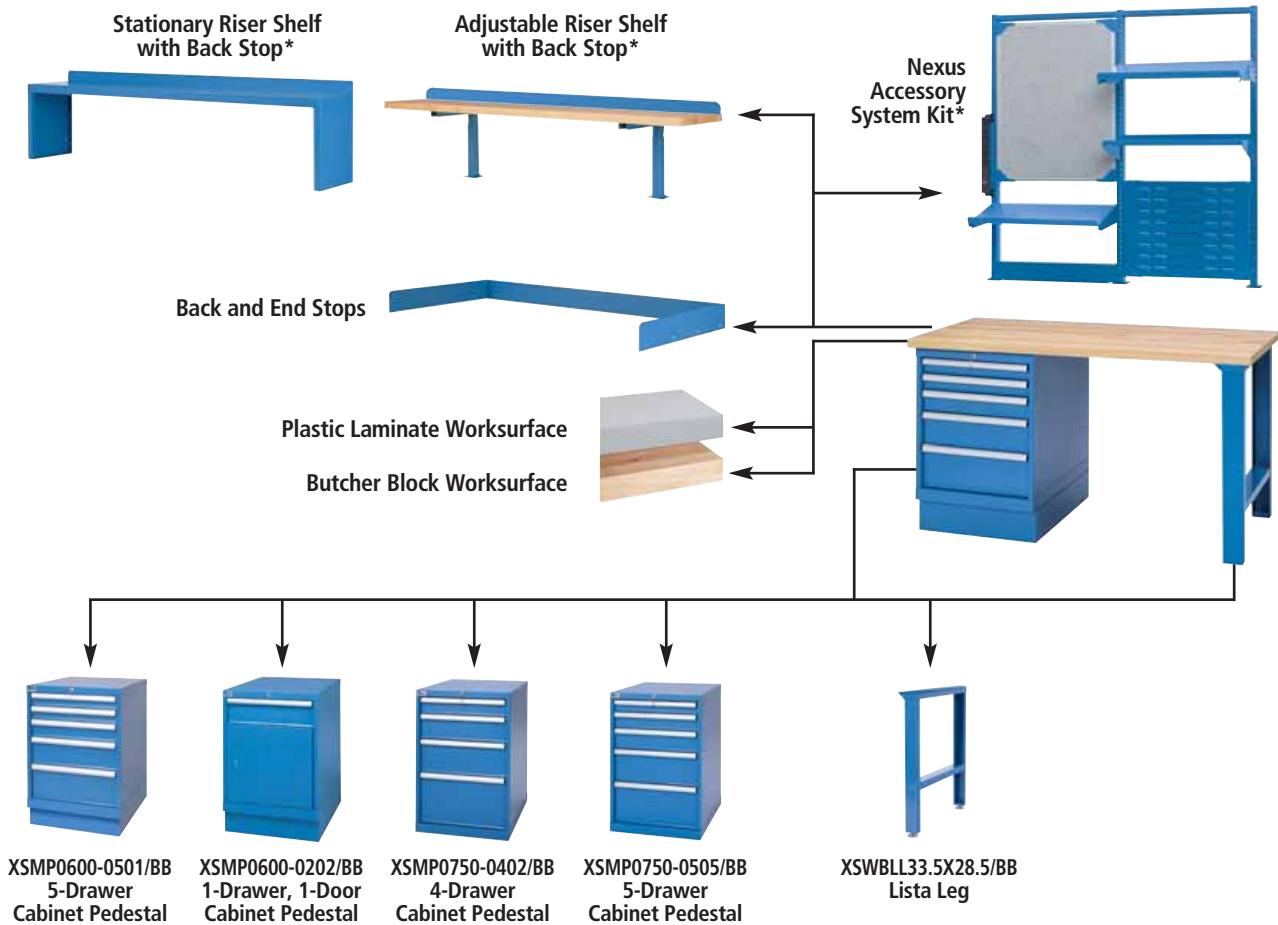 Stationary Riser Shelf
with Back Stop*
Adjustable Riser Shelf
with Back Stop*
Nexus
Accessory
System Kit*
Back and End Stops
Plastic Laminate Worksurface
Butcher Block Worksurface
XSMP0600-0501/BB
5-Drawer
Cabinet Pedestal
XSMP0600-0202/BB
1-Drawer, 1-Door
Cabinet Pedestal
XSMP0750-0402/BB
4-Drawer
Cabinet Pedestal
XSMP0750-0505/BB
5-Drawer
Cabinet Pedestal
XSWBLL33.5X28.5/BB
Lista Leg